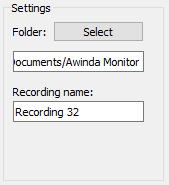 Settings
Folder: Select
ocuments/Awinda Monitor
Recording name:
Recording 32